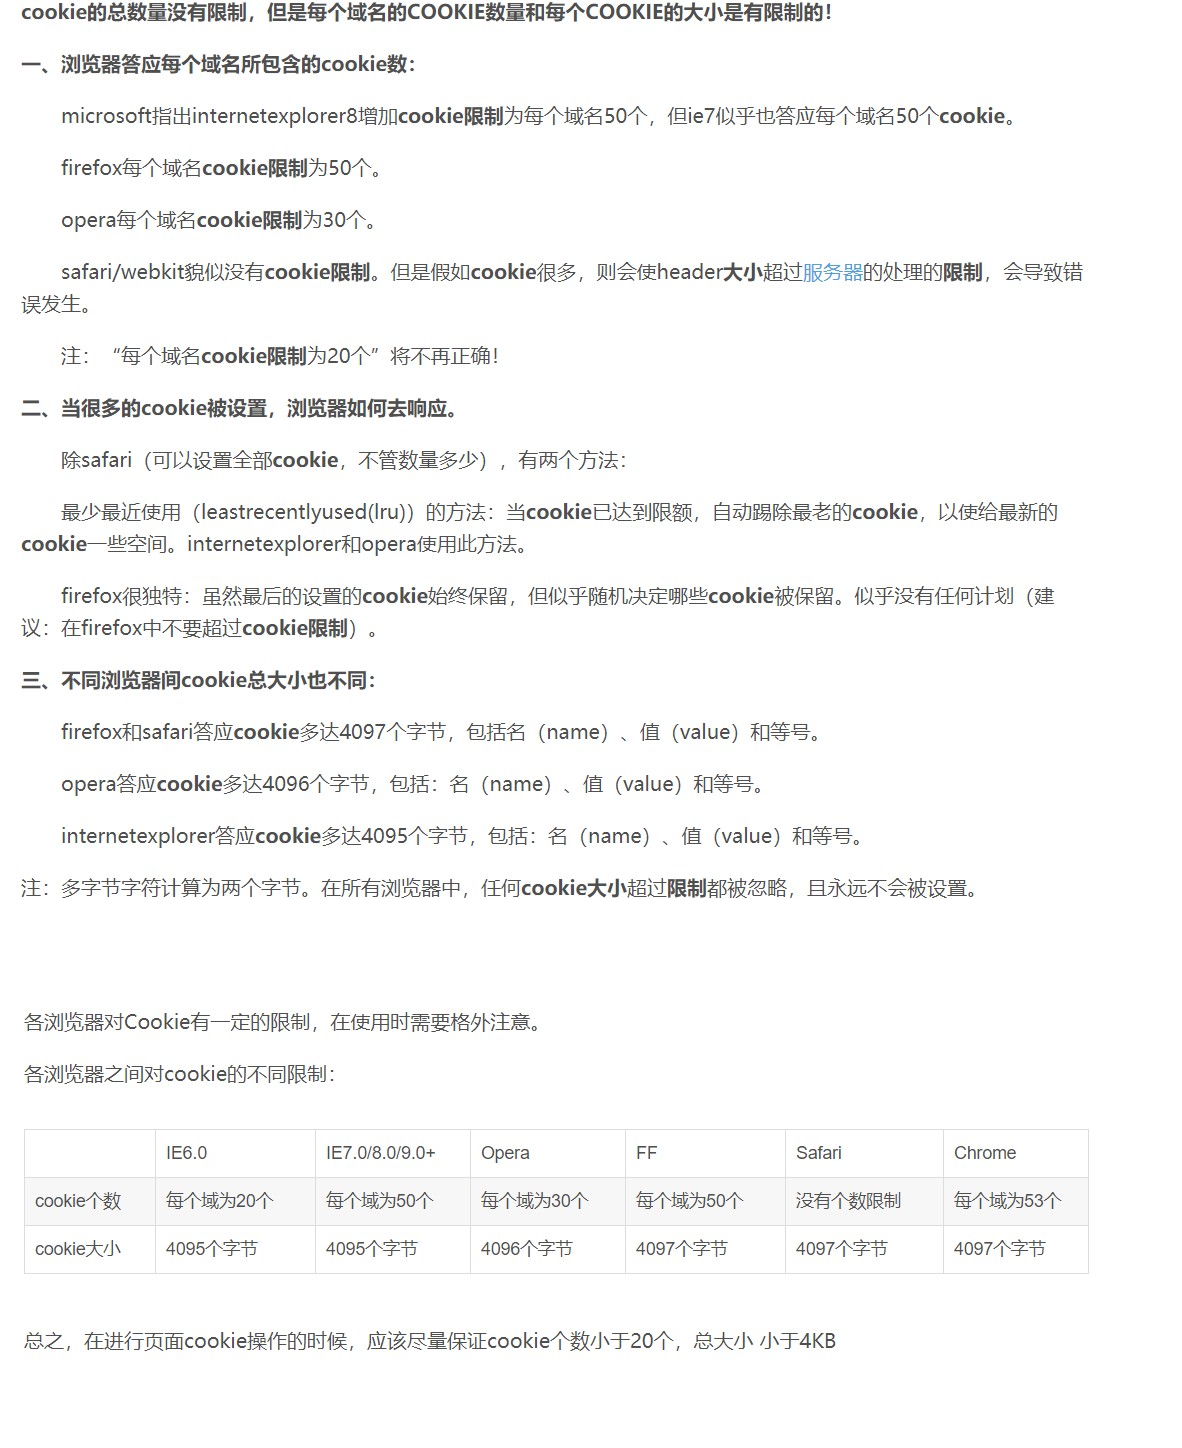 cookie的总数量没有限制，但是每个域名的COOKIE数量和每个COOKIE的大小是有限制的！
一、浏览器答应每个域名所包含的cookie数：
microsoft指出internetexplorer8增加cookie限制为每个域名50个，但ie7似乎也答应每个域名50个cookie。
firefox每个域名cookie限制为50个。
opera每个域名cookie限制为30个。
safari/webkit貌似没有cookie限制。但是假如cookie很多，则会使header大小超过服务器的处理的限制，会导致错
误发生。
注：“每个域名cookie限制为20个”将不再正确！
二、当很多的cookie被设置，浏览器如何去响应。
除safari（可以设置全部cookie，不管数量多少），有两个方法：
最少最近使用（leastrecentlyused(lru)）的方法：当cookie已达到限额，自动踢除最老的cookie，以使给最新的
cookie一些空间。internetexplorer和opera使用此方法。
firefox很独特：虽然最后的设置的cookie始终保留，但似乎随机决定哪些cookie被保留。似乎没有任何计划（建
议：在firefox中不要超过cookie限制）。
三、不同浏览器间cookie总大小也不同：
firefox和safari答应cookie多达4097个字节，包括名（name）、值（value）和等号。
opera答应cookie多达4096个字节，包括：名（name）、值（value）和等号。
internetexplorer答应cookie多达4095个字节，包括：名（name）、值（value）和等号。
注：多字节字符计算为两个字节。在所有浏览器中，任何cookie大小超过限制都被忽略，且永远不会被设置。
各浏览器对Cookie有一定的限制，在使用时需要格外注意。
各浏览器之间对cookie的不同限制：
IE6.0 IE7.0/8.0/9.0+ Opera FF Safari Chrome
cookie个数 每个域为20个 每个域为50个 每个域为30个 每个域为50个 没有个数限制 每个域为53个
cookie大小 4095个字节 4095个字节 4096个字节 4097个字节 4097个字节 4097个字节
总之，在进行页面cookie操作的时候，应该尽量保证cookie个数小于20个，总大小 小于4KB